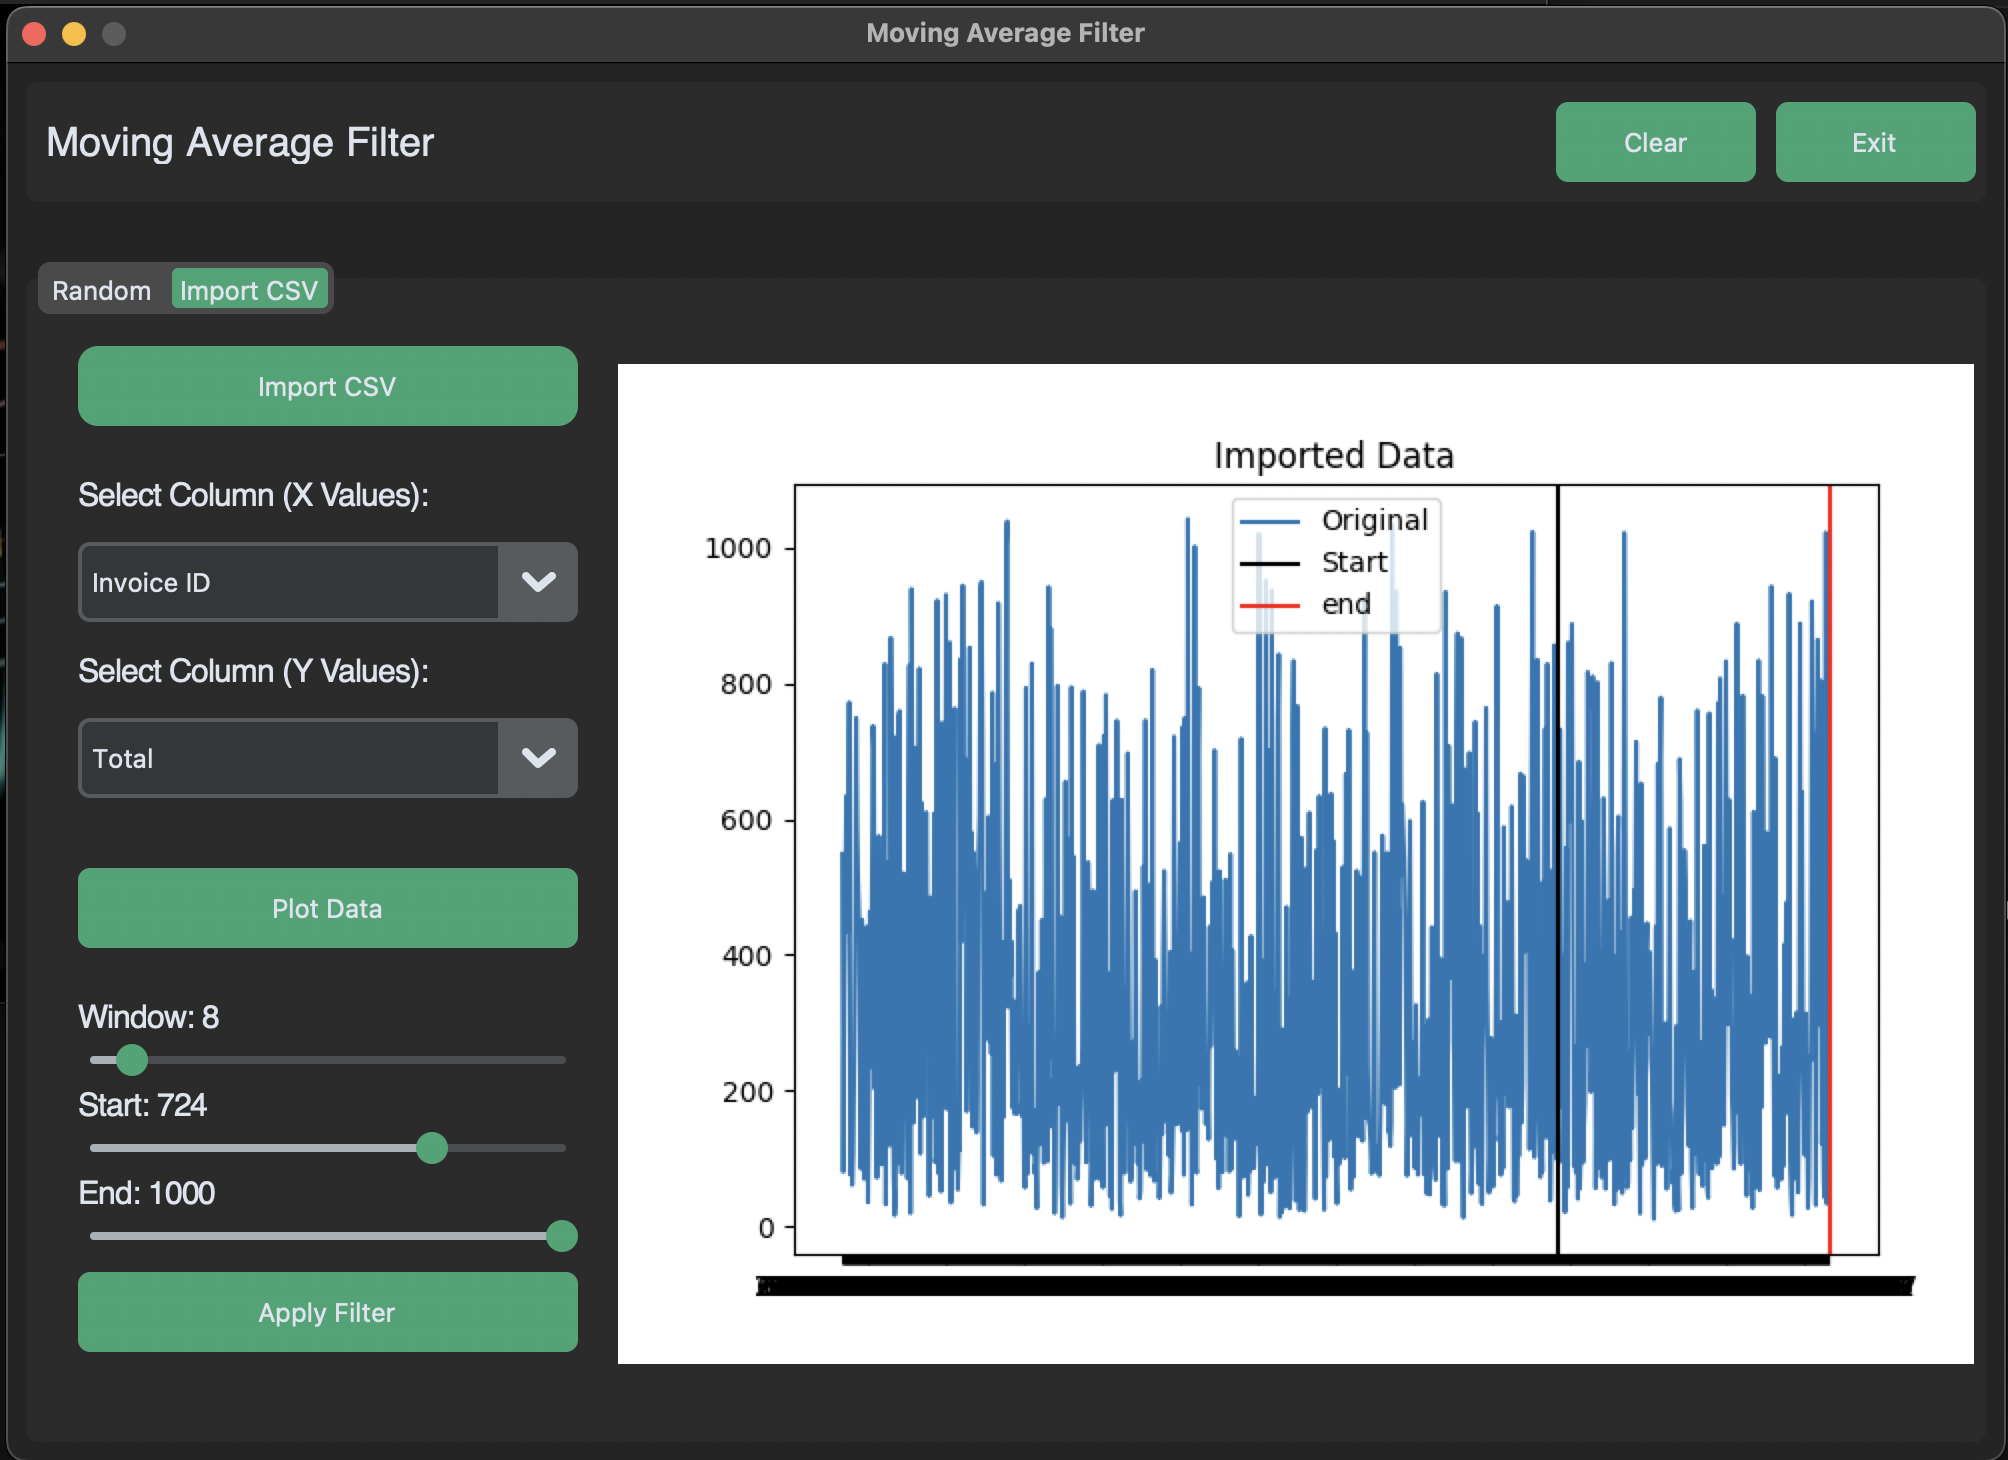 Moving Average Filter
Moving Average Filter
Clear
Exit
Random
Import CSV
Import CSV
Select Column (X Values):
Invoice ID
Select Column (Y Values):
Total
Plot Data
Window: 8
Start: 724
End: 1000
Apply Filter
Imported Data
Original
Start
end
1000
800
600
400
200
0